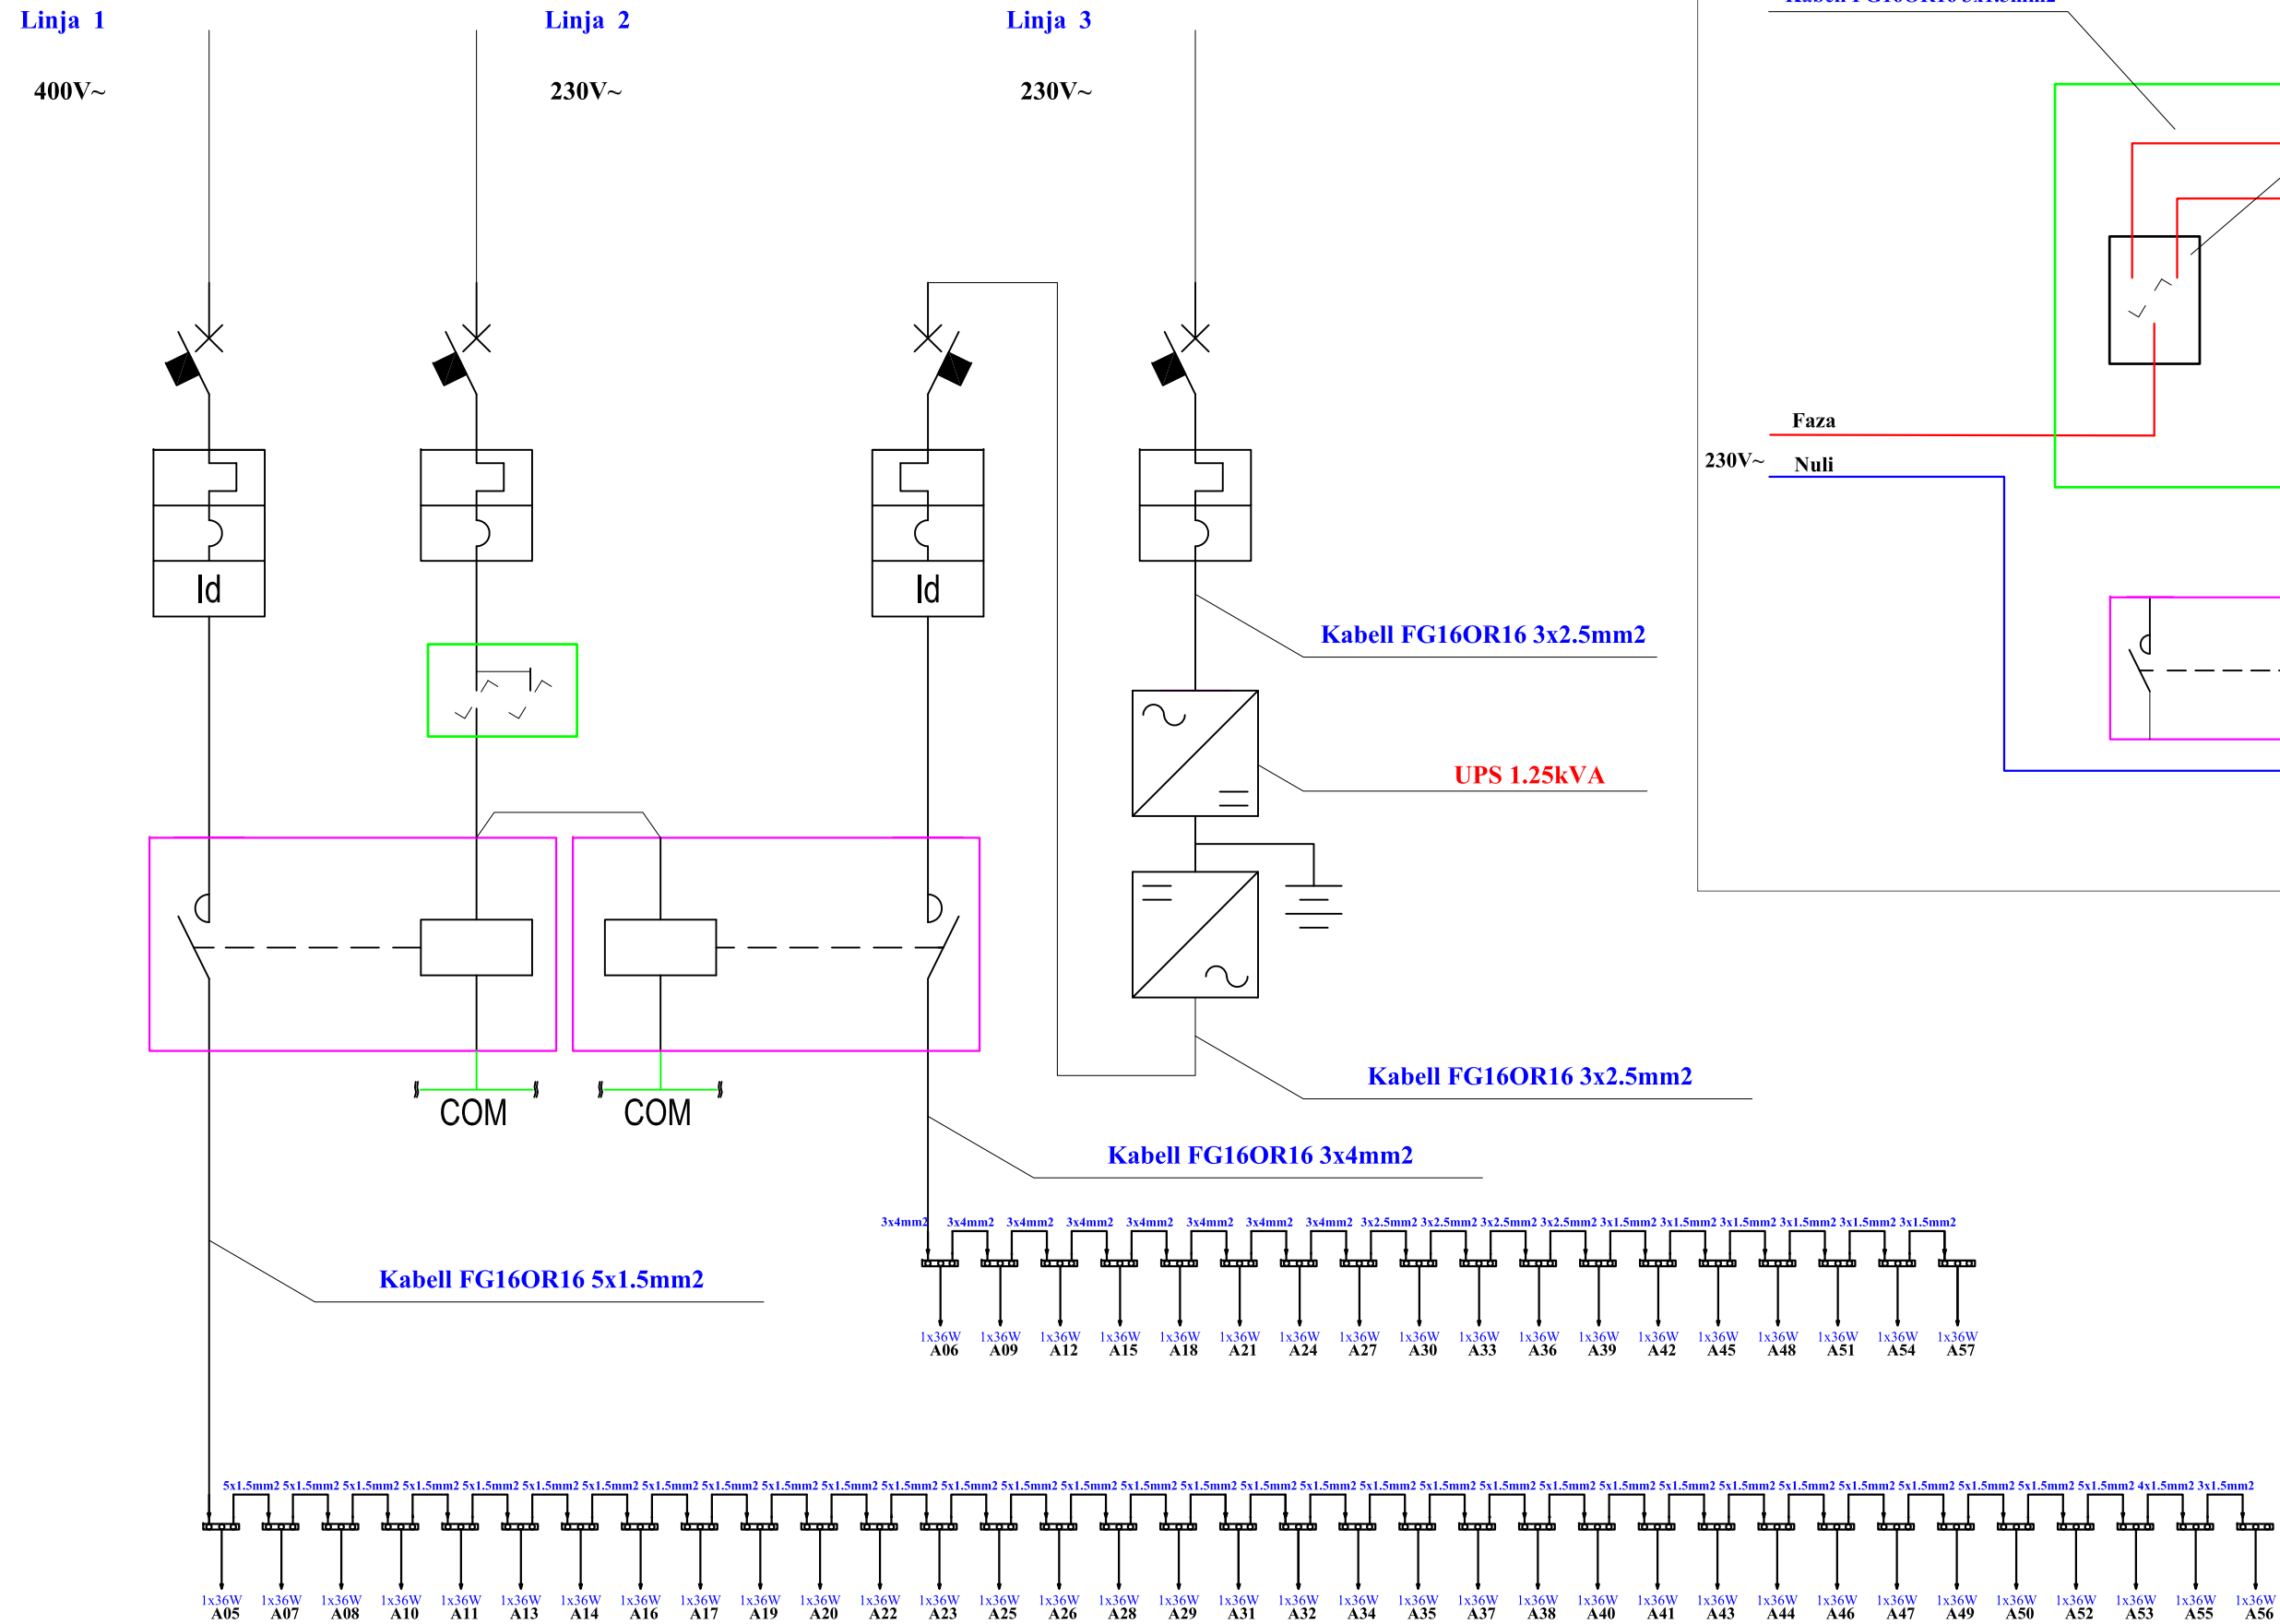 Linja 1
Linja 2
Linja 3
400V~
230V~
230V~
Faza
230V~
Nuli
Id
Id
Kabell FG16OR16 3x2.5mm2
UPS 1.25kVA
Kabell FG16OR16 3x2.5mm2
COM
COM
Kabell FG16OR16 3x4mm2
3x4mm2 3x4mm2 3x4mm2 3x4mm2 3x4mm2 3x4mm2 3x4mm2 3x4mm2 3x2.5mm2 3x2.5mm2 3x2.5mm2 3x2.5mm2 3x1.5mm2 3x1.5mm2 3x1.5mm2 3x1.5mm2 3x1.5mm2 3x1.5mm2
Kabell FG16OR16 5x1.5mm2
1x36W 1x36W 1x36W 1x36W 1x36W 1x36W 1x36W 1x36W 1x36W 1x36W 1x36W 1x36W 1x36W 1x36W 1x36W 1x36W 1x36W 1x36W
A06 A09 A12 A15 A18 A21 A24 A27 A30 A33 A36 A39 A42 A45 A48 A51 A54 A57
5x1.5mm2 5x1.5mm2 5x1.5mm2 5x1.5mm2 5x1.5mm2 5x1.5mm2 5x1.5mm2 5x1.5mm2 5x1.5mm2 5x1.5mm2 5x1.5mm2 5x1.5mm2 5x1.5mm2 5x1.5mm2 5x1.5mm2 5x1.5mm2 5x1.5mm2 5x1.5mm2 5x1.5mm2 5x1.5mm2 5x1.5mm2 5x1.5mm2 5x1.5mm2 5x1.5mm2 5x1.5mm2 5x1.5mm2 5x1.5mm2 5x1.5mm2 5x1.5mm2 5x1.5mm2 5x1.5mm2 5x1.5mm2 4x1.5mm2 3x1.5mm2
1x36W 1x36W 1x36W 1x36W 1x36W 1x36W 1x36W 1x36W 1x36W 1x36W 1x36W 1x36W 1x36W 1x36W 1x36W 1x36W 1x36W 1x36W 1x36W 1x36W 1x36W 1x36W 1x36W 1x36W 1x36W 1x36W 1x36W 1x36W 1x36W 1x36W 1x36W 1x36W 1x36W 1x36W 1x36W
A05 A07 A08 A10 A11 A13 A14 A16 A17 A19 A20 A22 A23 A25 A26 A28 A29 A31 A32 A34 A35 A37 A38 A40 A41 A43 A44 A46 A47 A49 A50 A52 A53 A55 A56